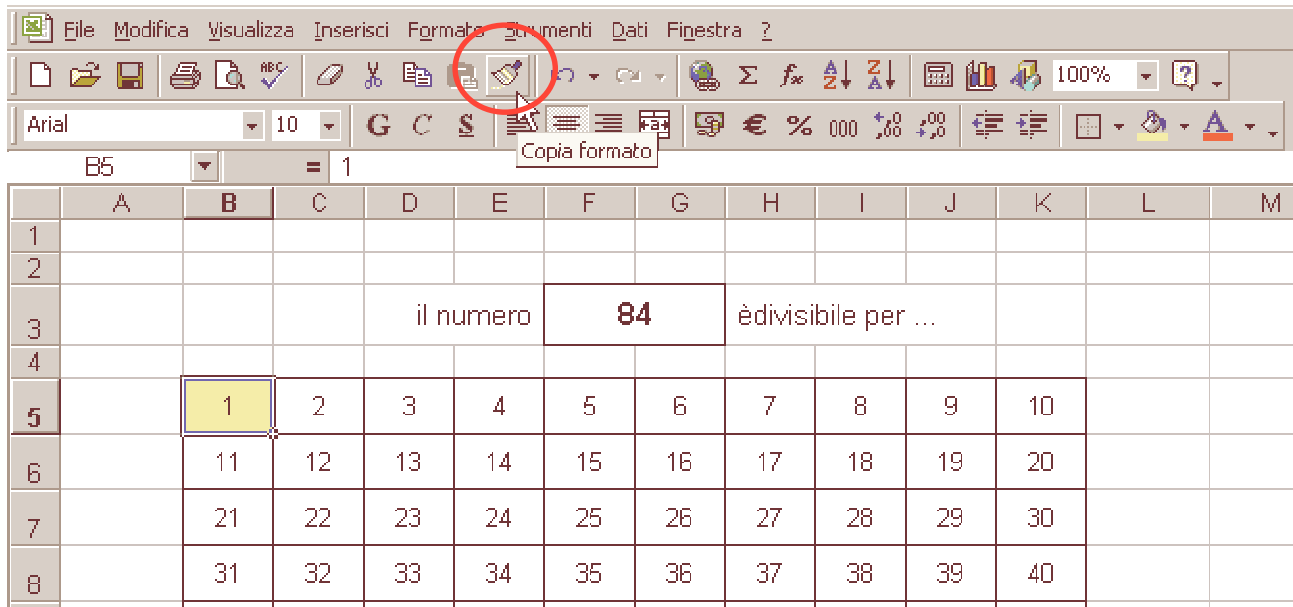 File Modifica Visualizza Inserisci Formato Strumenti Dati Finestra ?
ABC Σ fx A Z Z A 100% ?
Arial 10 G C S € % 000
Copia formato
B5 = 1
A B C D E F G H I J K L M
1
2
3 il numero 84 èdivisibile per ...
4
5 1 2 3 4 5 6 7 8 9 10
6 11 12 13 14 15 16 17 18 19 20
7 21 22 23 24 25 26 27 28 29 30
8 31 32 33 34 35 36 37 38 39 40